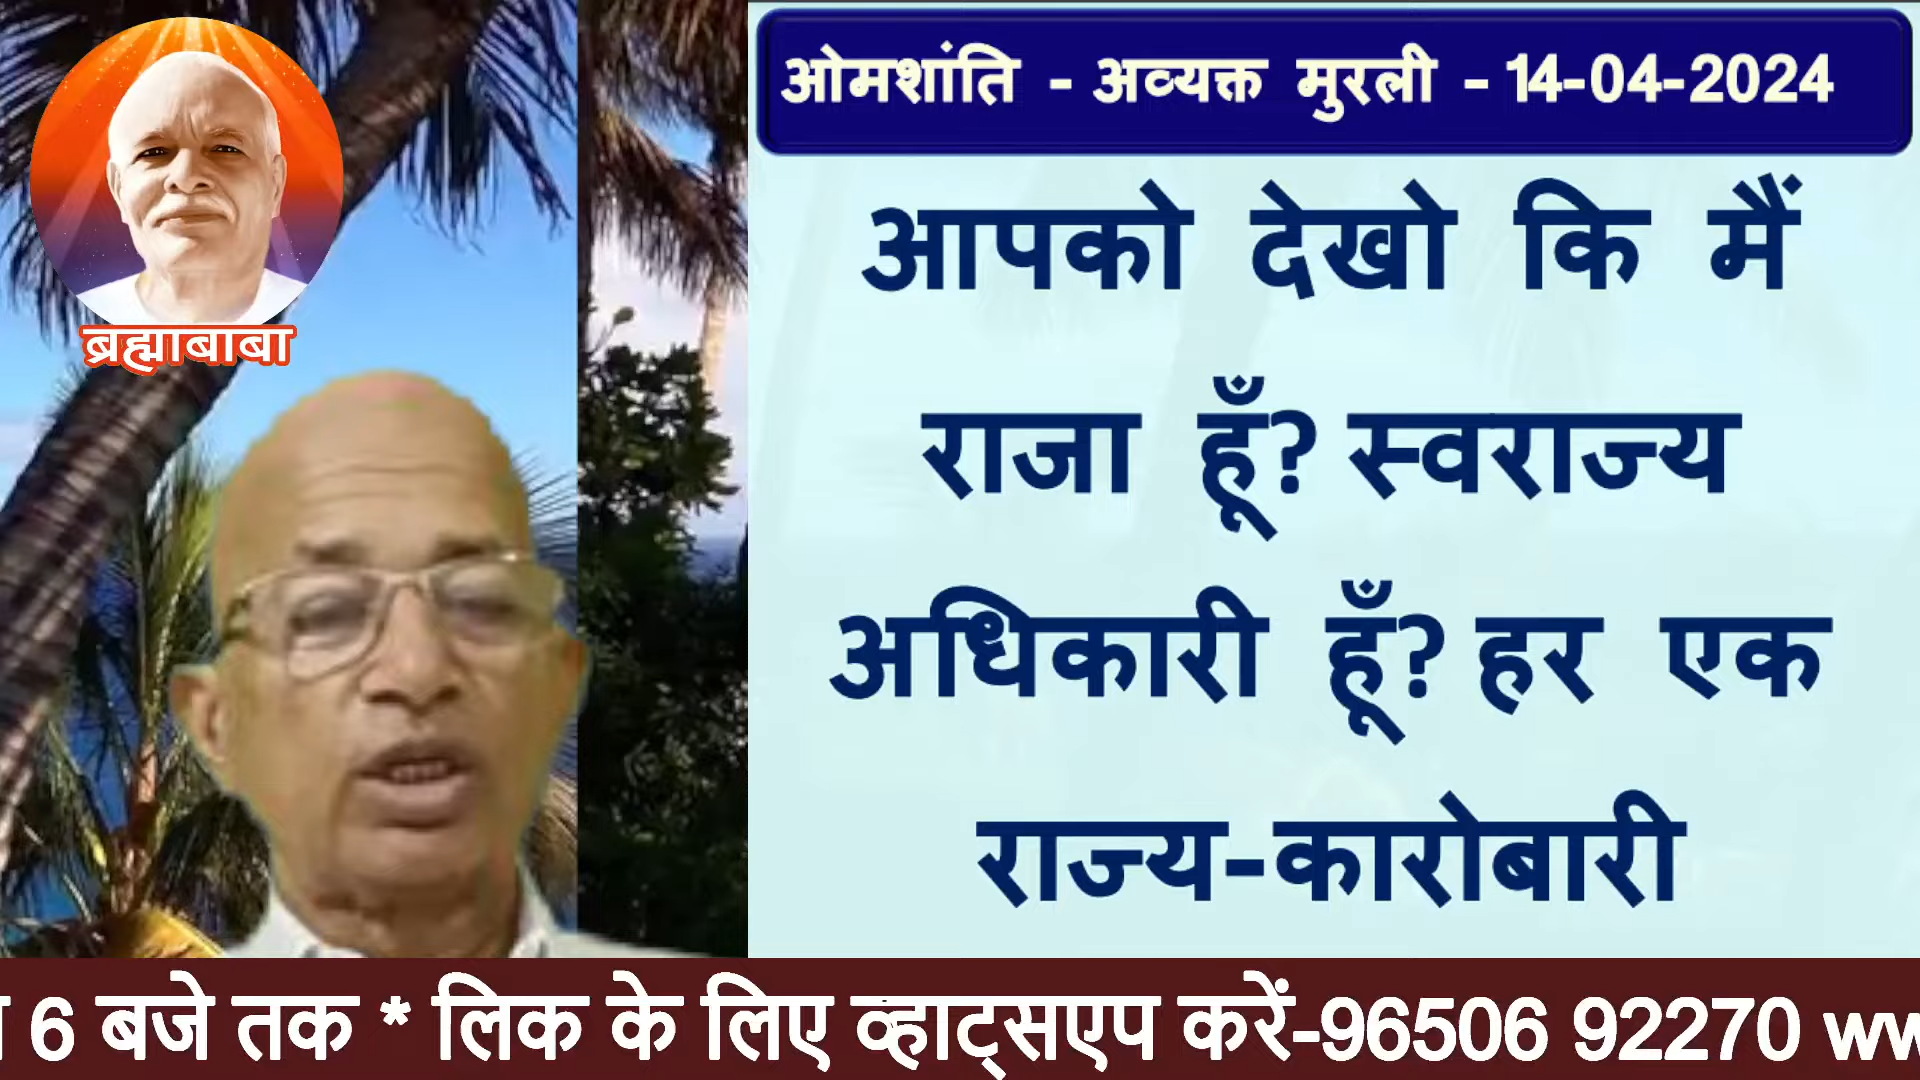 ओमशांति - अव्यक्त मुरली - 14-04-2024
ब्रह्माबाबा
आपको देखो कि मैं
राजा हूँ? स्वराज्य
अधिकारी हूँ? हर एक
राज्य-कारोबारी
6 बजे तक * लिंक के लिए व्हाट्सएप करें-96506 92270